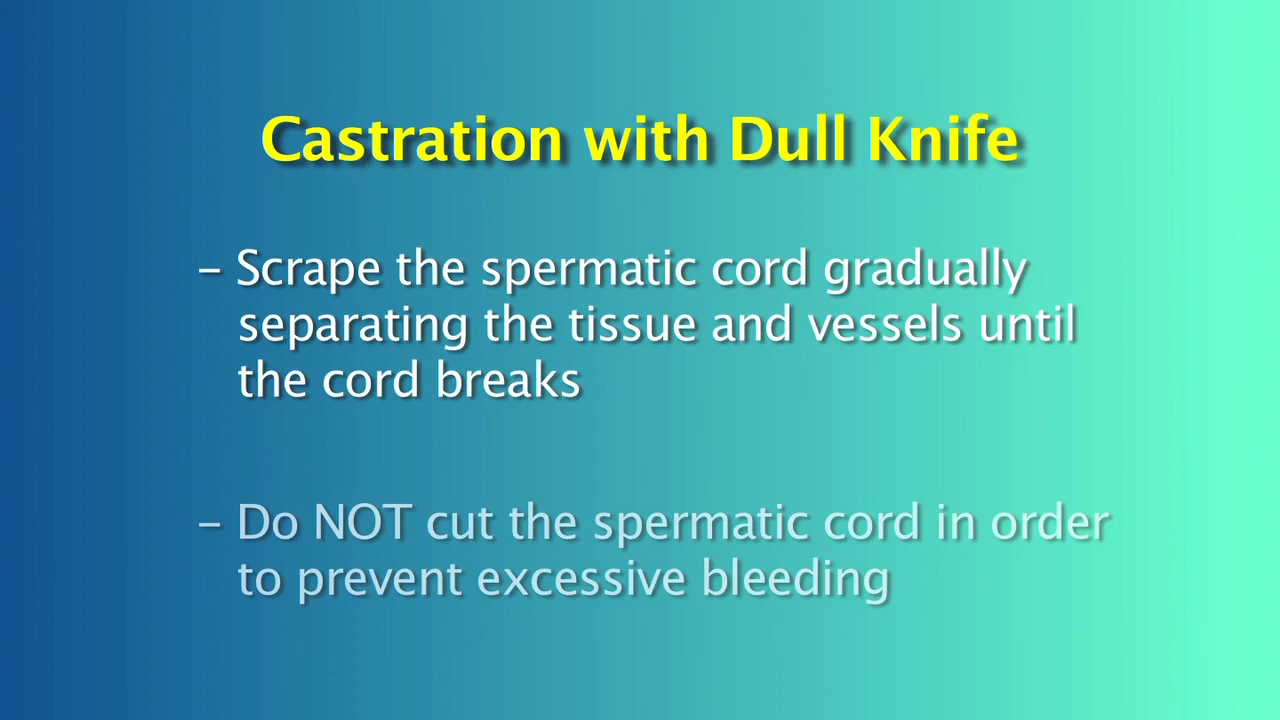 Castration with Dull Knife
– Scrape the spermatic cord gradually
separating the tissue and vessels until
the cord breaks
– Do NOT cut the spermatic cord in order
to prevent excessive bleeding